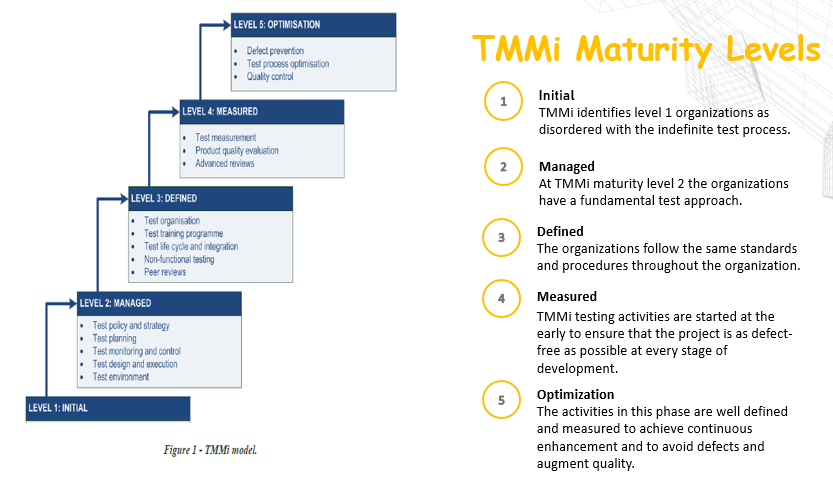 LEVEL 5: OPTIMISATION
• Defect prevention
• Test process optimisation
• Quality control
LEVEL 4: MEASURED
• Test measurement
• Product quality evaluation
• Advanced reviews
LEVEL 3: DEFINED
• Test organisation
• Test training programme
• Test life cycle and integration
• Non-functional testing
• Peer reviews
LEVEL 2: MANAGED
• Test policy and strategy
• Test planning
• Test monitoring and control
• Test design and execution
• Test environment
LEVEL 1: INITIAL
Figure 1 - TMMi model.
TMMi Maturity Levels
1
Initial
TMMi identifies level 1 organizations as
disordered with the indefinite test process.
2
Managed
At TMMi maturity level 2 the organizations
have a fundamental test approach.
3
Defined
The organizations follow the same standards
and procedures throughout the organization.
4
Measured
TMMi testing activities are started at the
early to ensure that the project is as defect-
free as possible at every stage of
development.
5
Optimization
The activities in this phase are well defined
and measured to achieve continuous
enhancement and to avoid defects and
augment quality.